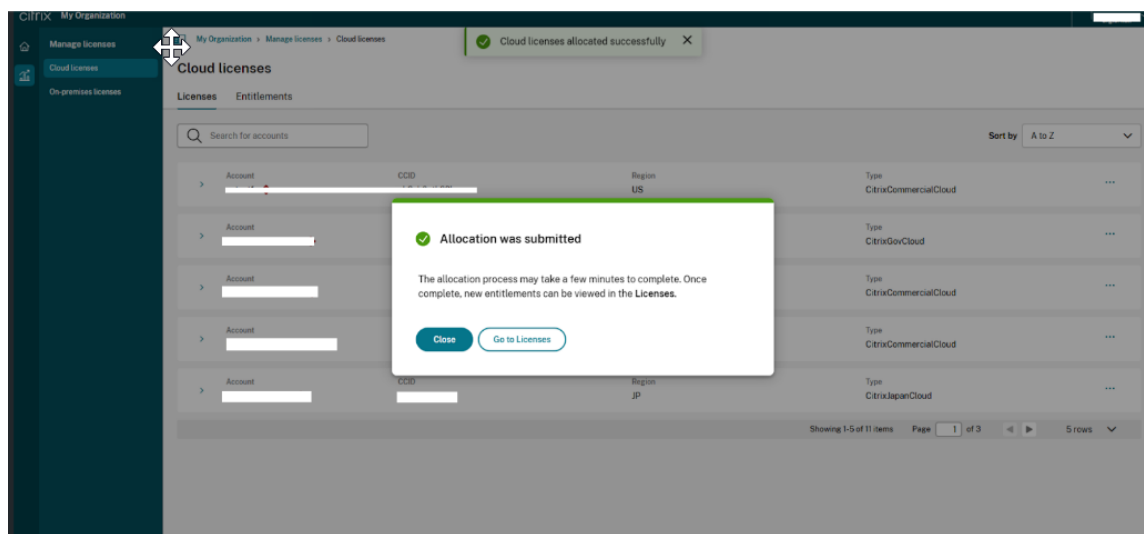 citrix My Organization
Manage licenses
Cloud licenses
On-premises licenses
My Organization > Manage licenses > Cloud licenses
Cloud licenses allocated successfully
Cloud licenses
Licenses Entitlements
Search for accounts
Sort by A to Z
Account CCID Region Type
US CitrixCommercialCloud
Account Type
CitrixGovCloud
Account Type
CitrixCommercialCloud
Account Type
CitrixCommercialCloud
Account CCID Region Type
JP CitrixJapanCloud
Allocation was submitted
The allocation process may take a few minutes to complete. Once
complete, new entitlements can be viewed in the Licenses.
Close Go to Licenses
Showing 1-5 of 11 items Page 1 of 3 5 rows